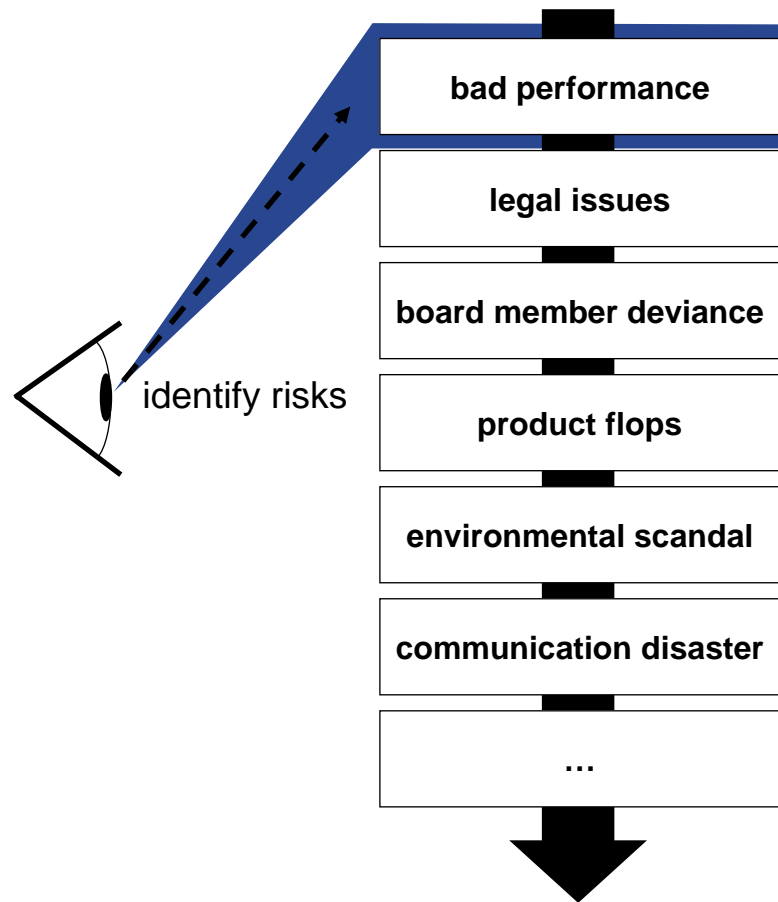 bad performance
legal issues
board member deviance
identify risks
product flops
environmental scandal
communication disaster
…